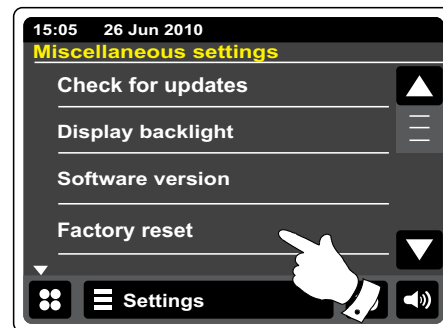 15:05 26 Jun 2010
Miscellaneous settings
Check for updates
Display backlight
Software version
Factory reset
Settings